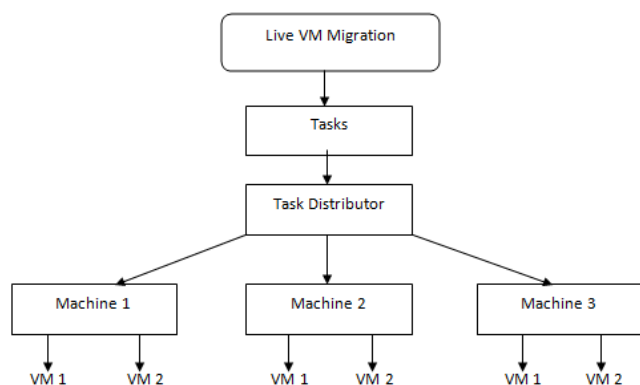 Live VM Migration
Tasks
Task Distributor
Machine 1
Machine 2
Machine 3
VM 1
VM 2
VM 1
VM 2
VM 1
VM 2